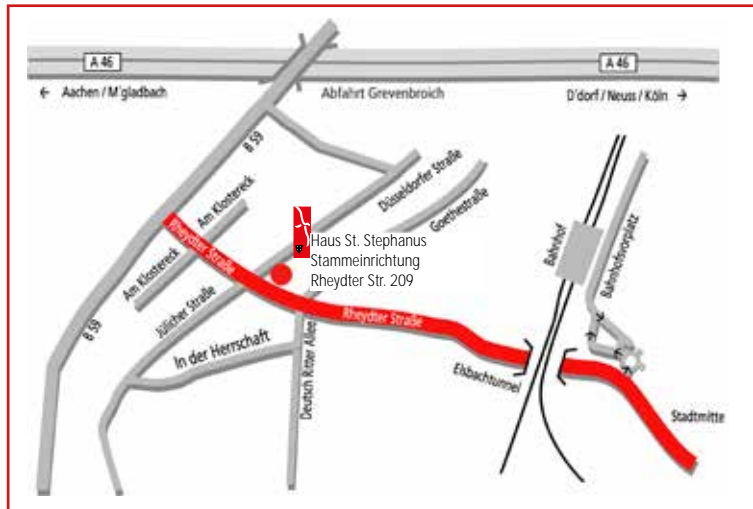 A 46
A 46
← Aachen / M'gladbach
Abfahrt Grevenbroich
D'dorf / Neuss / Köln →
B 59
Am Klostereck
Düsseldorfer Straße
Goethestraße
Rheydter Straße
Haus St. Stephanus
Stammeinrichtung
Rheydter Str. 209
Bahnhof
Bahnhofsvorplatz
Am Klostereck
Jülicher Straße
Rheydter Straße
B 59
In der Herrschaft
Deutsch Ritter Allee
Elsbachtunnel
Stadtmitte